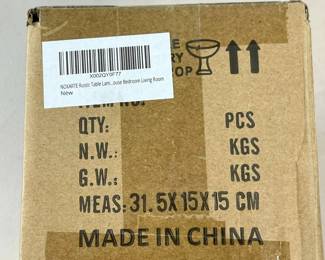 X002QY0F77
NOXARTE Rustic Table Lam...ouse Bedroom Living Room
New
QTY: PCS
N.W.: KGS
G.W.: KGS
MEAS: 31.5X15X15 CM
MADE IN CHINA